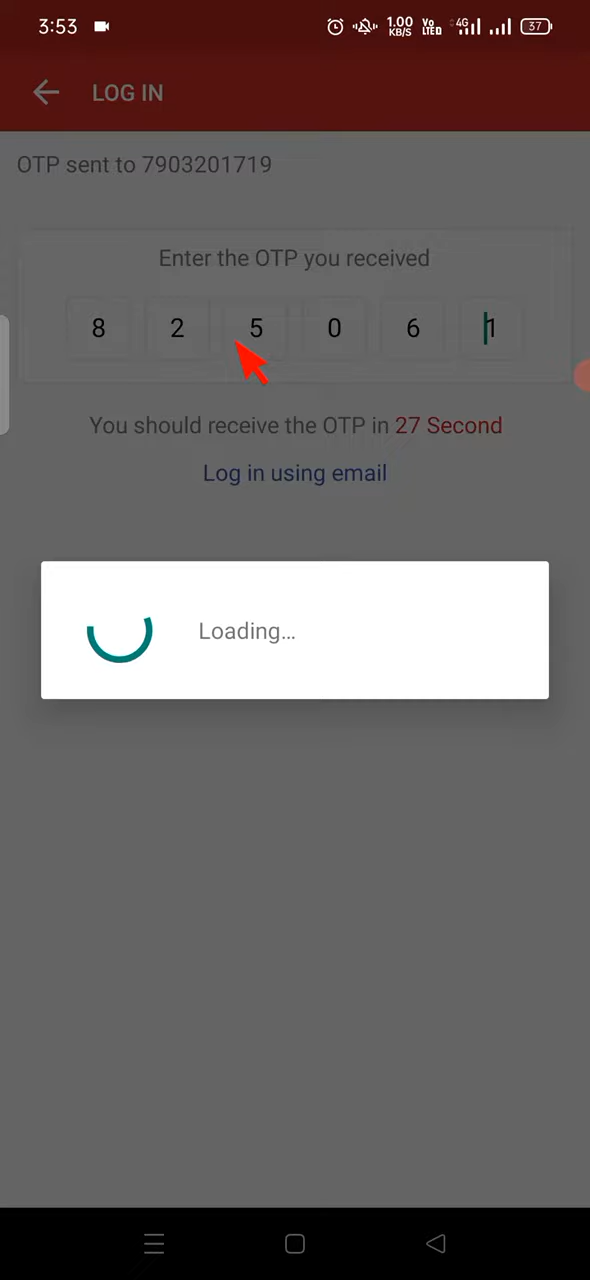 3:53 1.00 KB/S Vo LTE D 4G 37
LOG IN
OTP sent to 7903201719
Enter the OTP you received
8 2 5 0 6 1
You should receive the OTP in 27 Second
Log in using email
Loading...